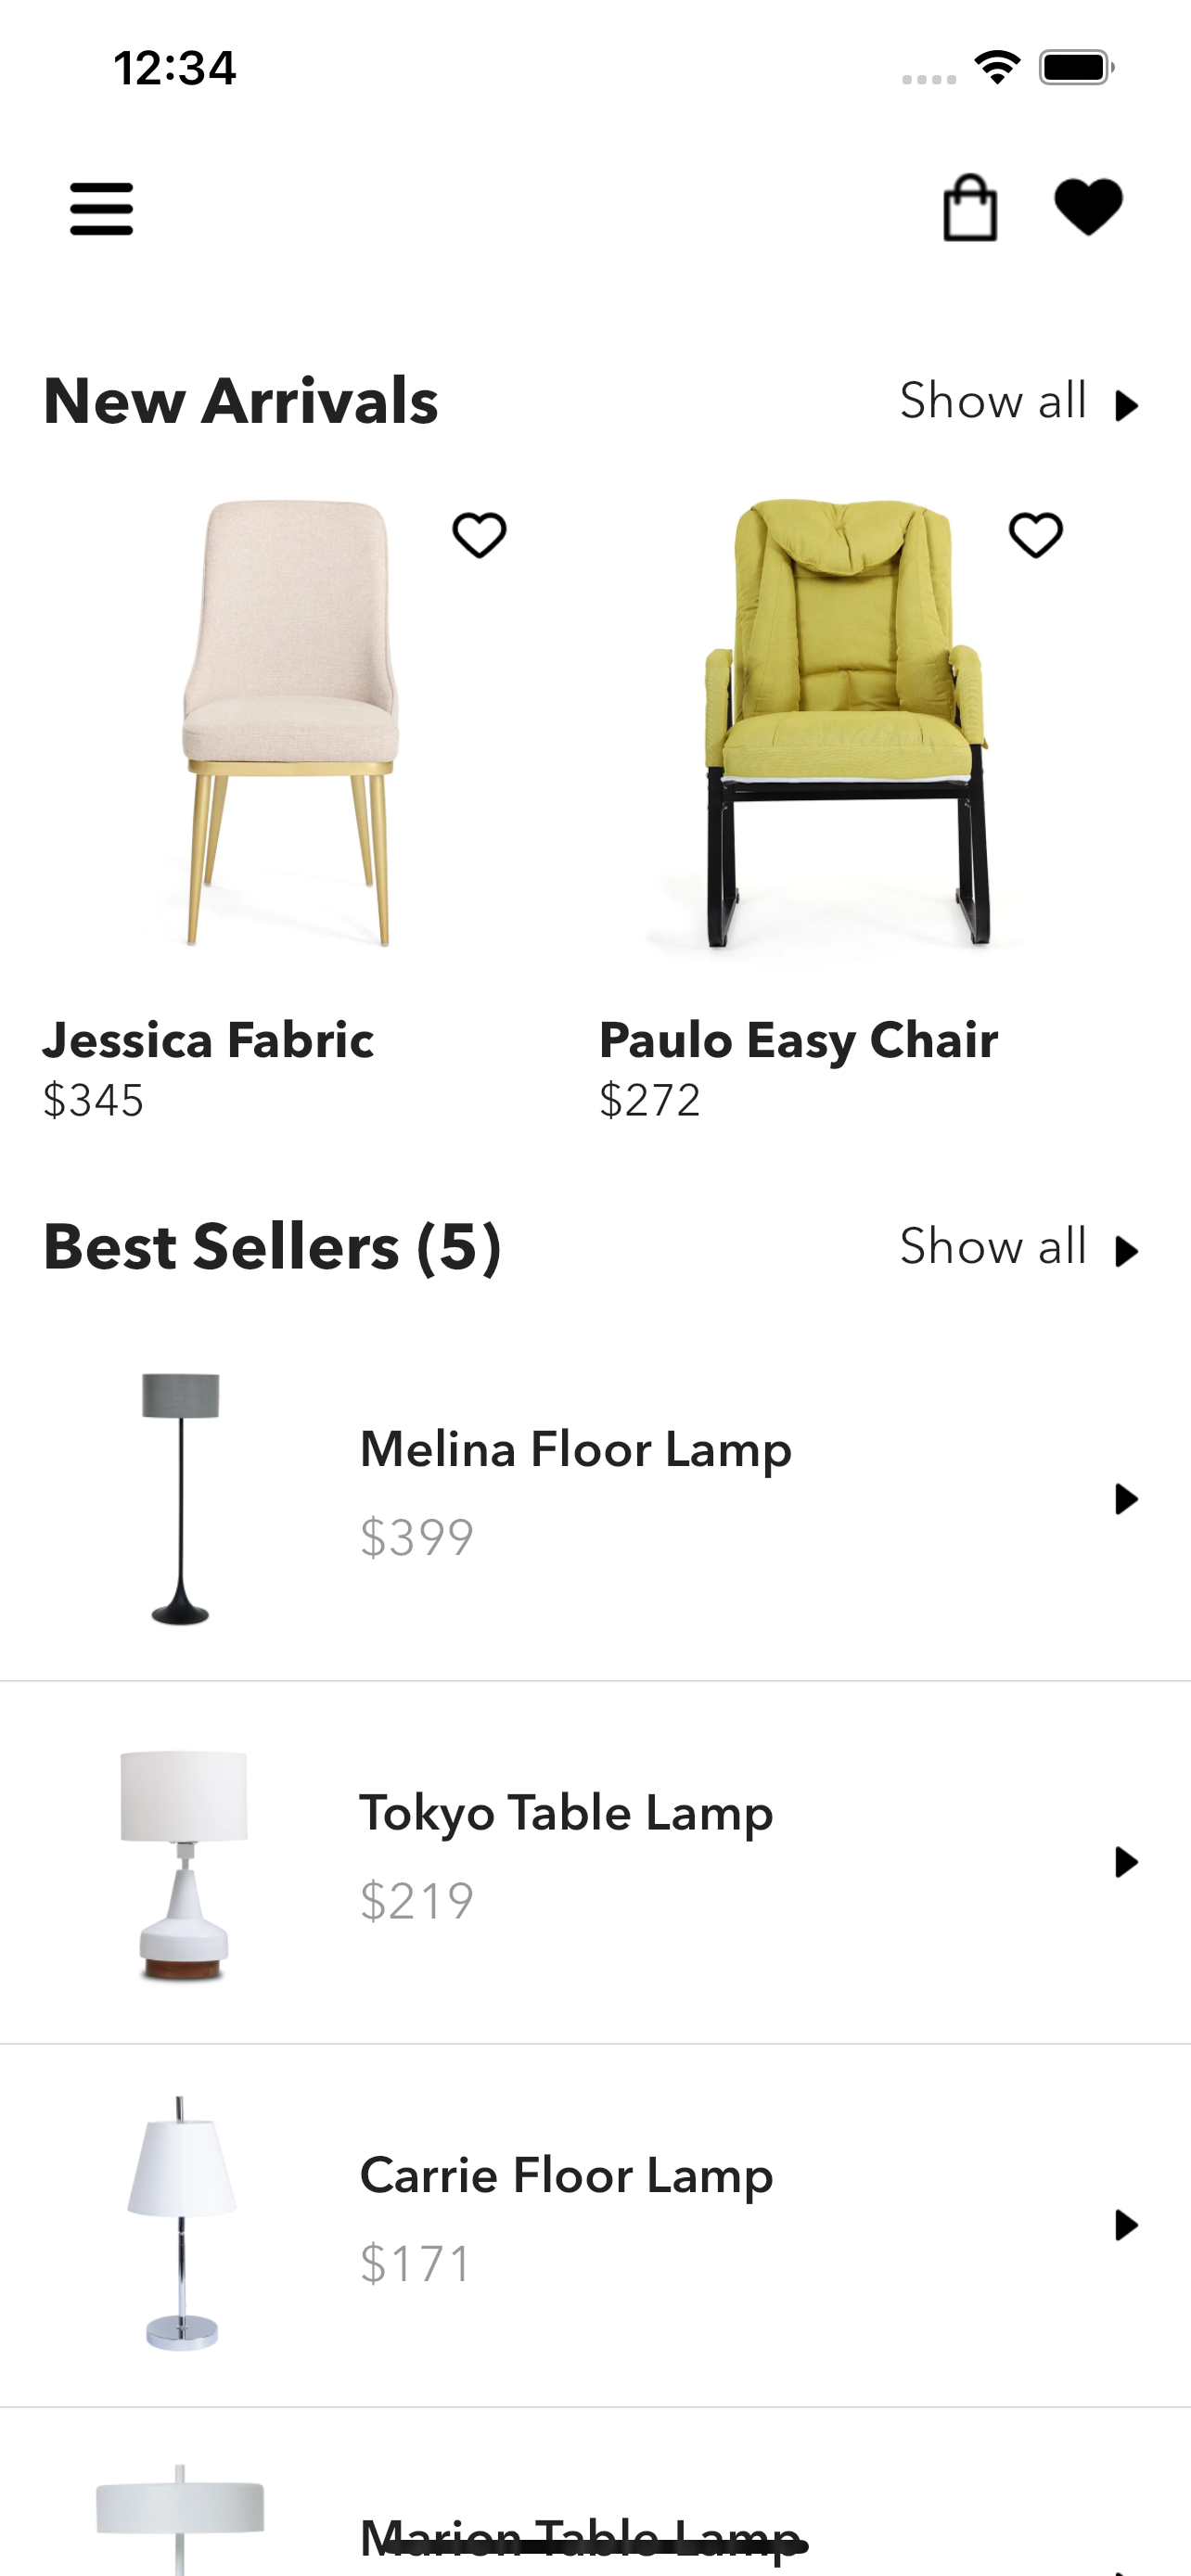 12:34
New Arrivals
Show all
Jessica Fabric
$345
Paulo Easy Chair
$272
Best Sellers (5)
Show all
Melina Floor Lamp
$399
Tokyo Table Lamp
$219
Carrie Floor Lamp
$171
Marion Table Lamp